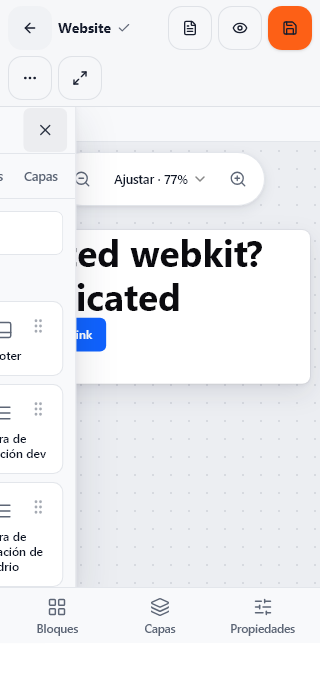 Website
Capas
Ajustar · 77%
ted webkit?
icated
ink
oter
ra de
ción dev
ra de
ación de
drio
Bloques
Capas
Propiedades